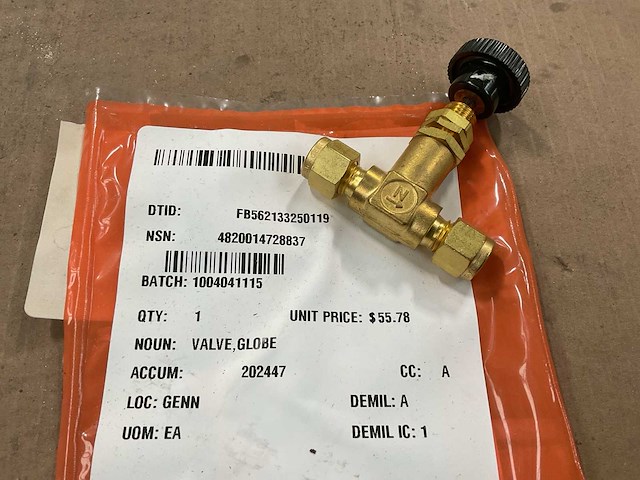 DTID: FB562133250119
NSN: 4820014728837
BATCH: 1004041115
QTY: 1 UNIT PRICE: $55.78
NOUN: VALVE,GLOBE
ACCUM: 202447 CC: A
LOC: GENN DEMIL: A
UOM: EA DEMIL IC: 1